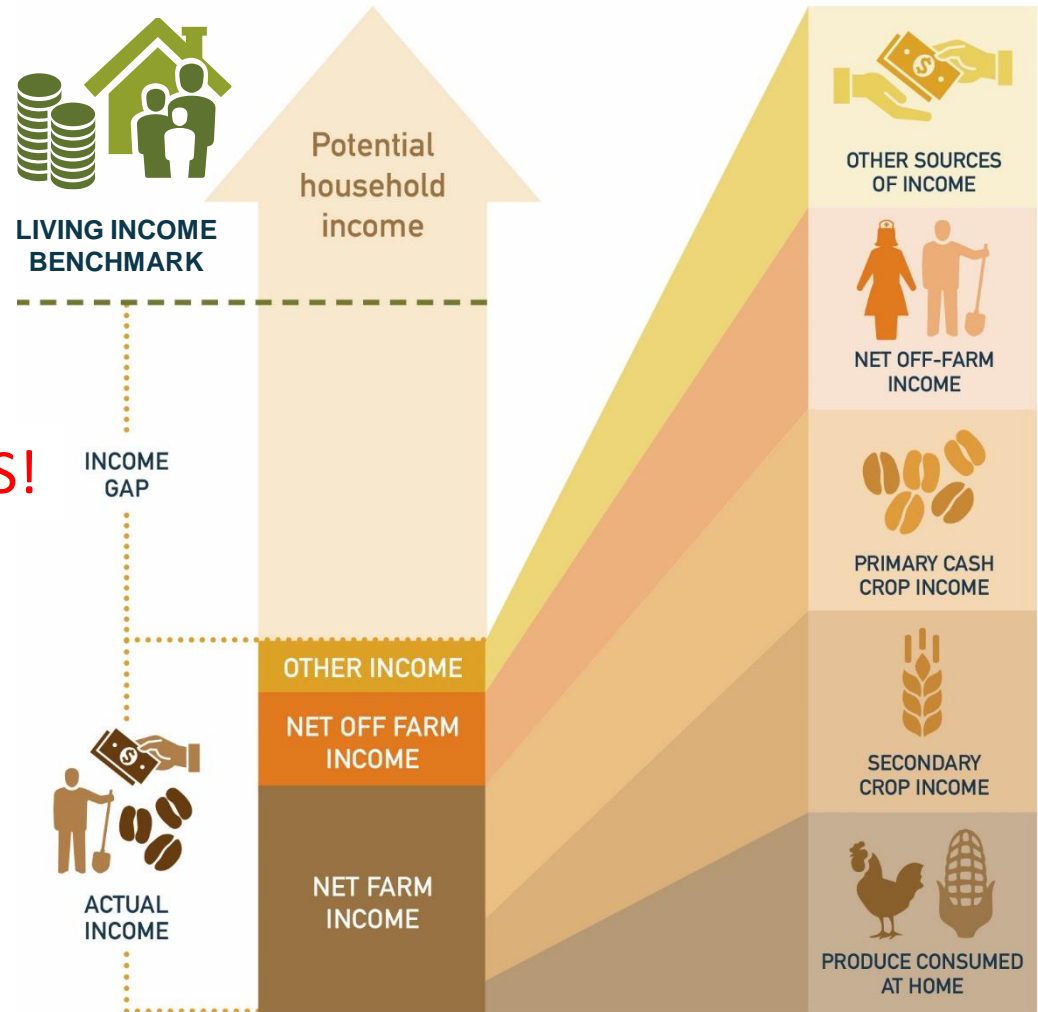 LIVING INCOME
BENCHMARK
S!
INCOME
GAP
ACTUAL
INCOME
Potential
household
income
OTHER INCOME
NET OFF FARM
INCOME
NET FARM
INCOME
OTHER SOURCES
OF INCOME
NET OFF-FARM
INCOME
PRIMARY CASH
CROP INCOME
SECONDARY
CROP INCOME
PRODUCE CONSUMED
AT HOME